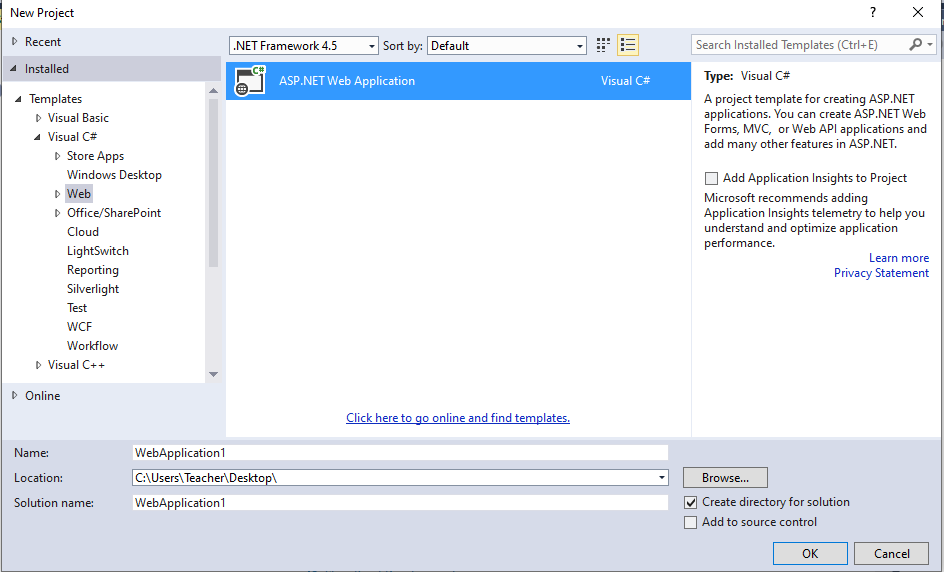 New Project
?
Recent
.NET Framework 4.5
Sort by:
Default
Search Installed Templates (Ctrl+E)
Installed
Templates
Visual Basic
Visual C#
Store Apps
Windows Desktop
Web
Office/SharePoint
Cloud
LightSwitch
Reporting
Silverlight
Test
WCF
Workflow
Visual C++
Online
C#
ASP.NET Web Application
Visual C#
Click here to go online and find templates.
Type: Visual C#
A project template for creating ASP.NET
applications. You can create ASP.NET Web
Forms, MVC, or Web API applications and
add many other features in ASP.NET.
Add Application Insights to Project
Microsoft recommends adding
Application Insights telemetry to help you
understand and optimize application
performance.
Learn more
Privacy Statement
Name:
WebApplication1
Location:
C:\Users\Teacher\Desktop\
Browse...
Solution name:
WebApplication1
Create directory for solution
Add to source control
OK
Cancel